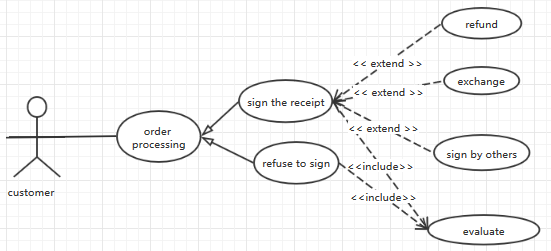 refund
<< extend >>
exchange
<< extend >>
sign the receipt
<< extend >>
order
processing
sign by others
refuse to sign
<<include>>
customer
<<include>>
evaluate